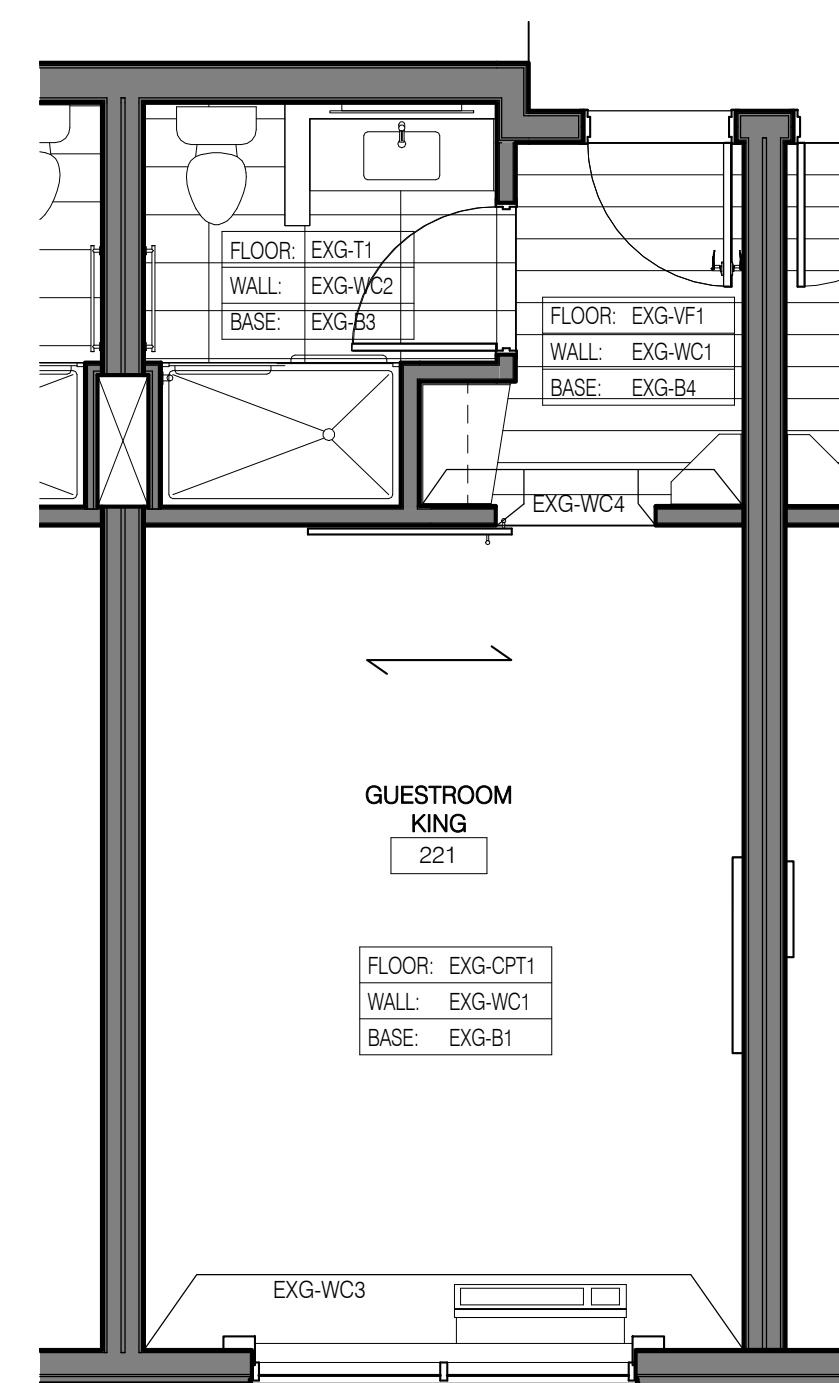 FLOOR: EXG-T1
WALL: EXG-WC2
BASE: EXG-B3
FLOOR: EXG-VF1
WALL: EXG-WC1
BASE: EXG-B4
EXG-WC4
GUESTROOM
KING
221
FLOOR: EXG-CPT1
WALL: EXG-WC1
BASE: EXG-B1
EXG-WC3